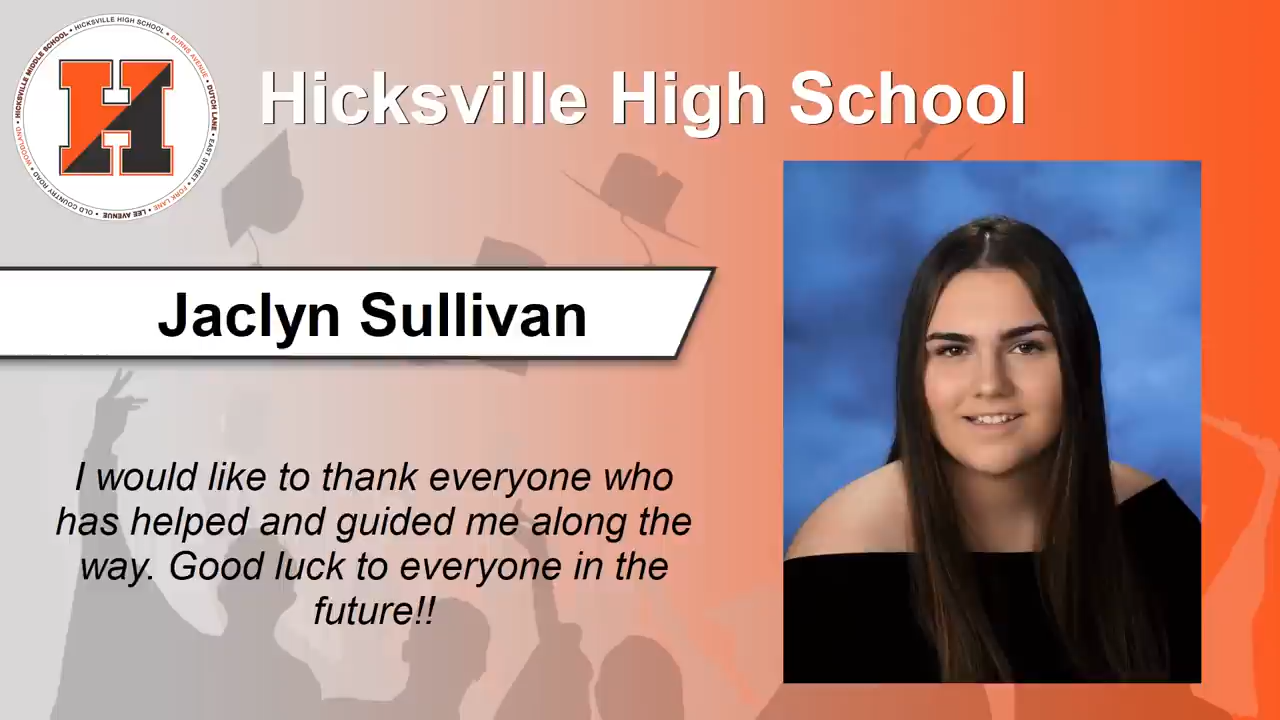 HICKSVILLE MIDDLE SCHOOL • HICKSVILLE HIGH SCHOOL • BURNS AVENUE • DUTCH LANE • EAST STREET • FORK LANE • LEE AVENUE • OLD COUNTRY ROAD • WOODLAND •
H
Hicksville High School
Jaclyn Sullivan
I would like to thank everyone who
has helped and guided me along the
way. Good luck to everyone in the
future!!